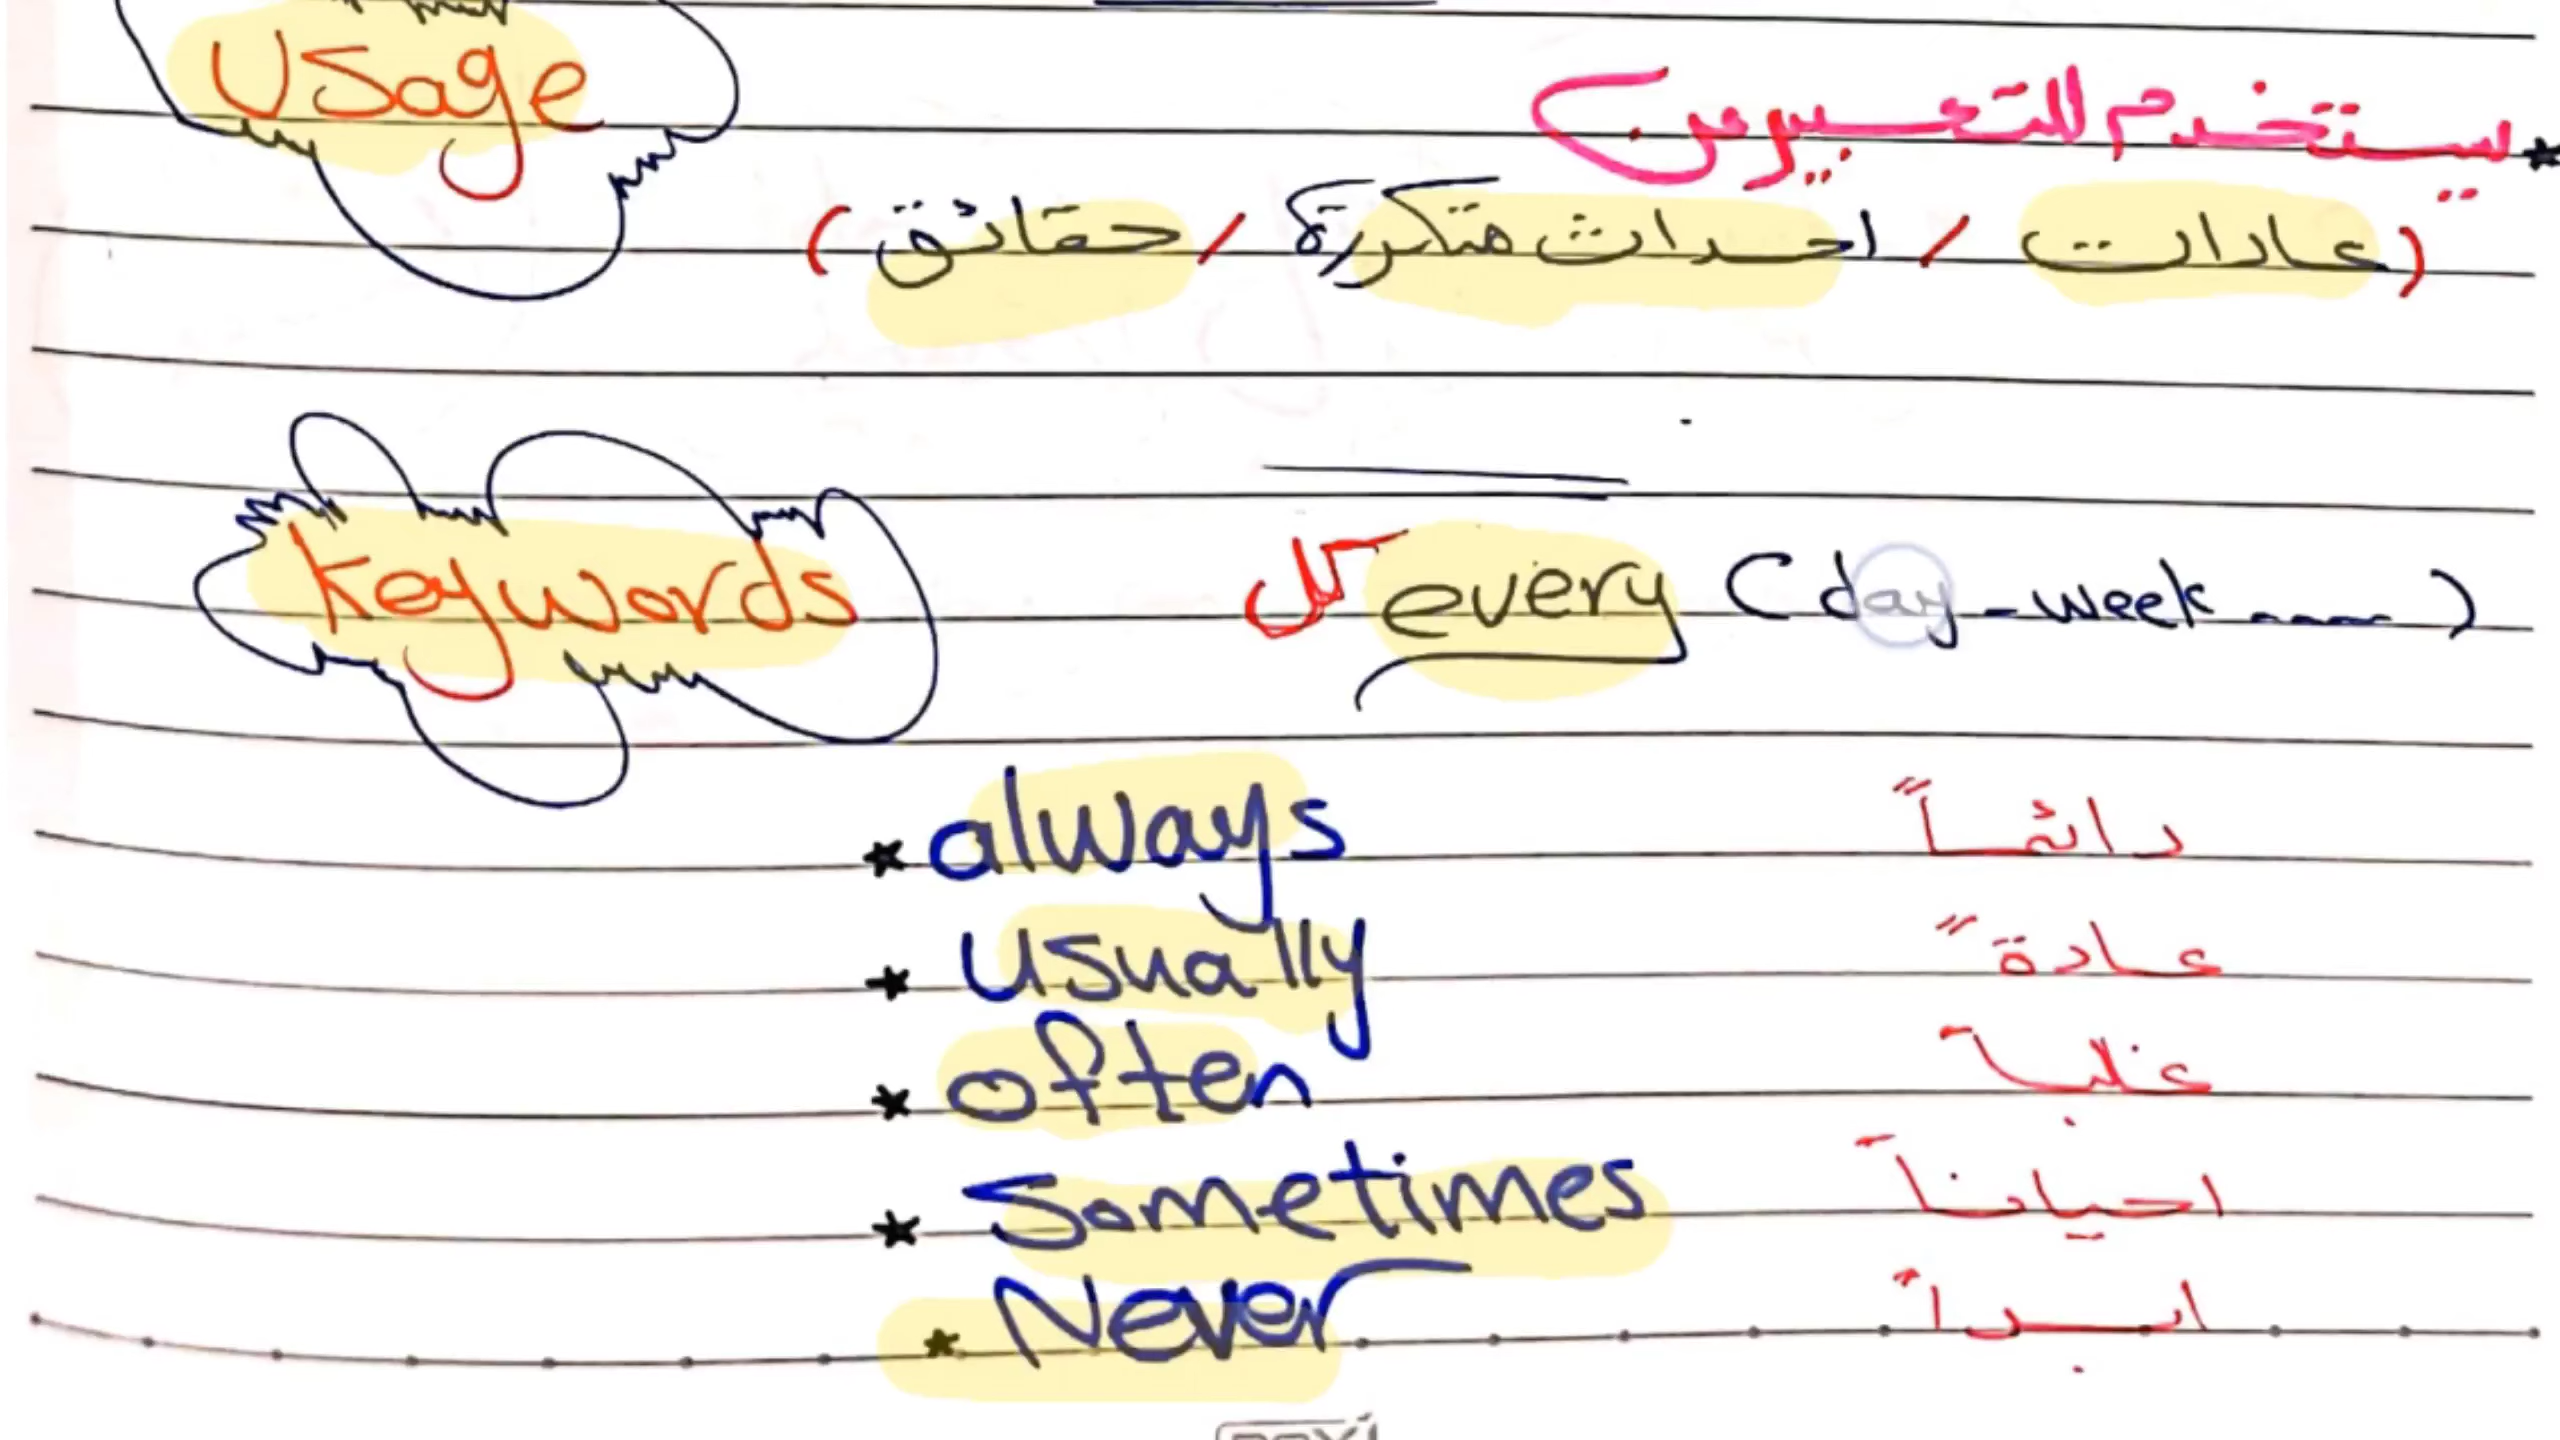 Usage
* يستخدم للتعبير عن
(عادات / احداث متكررة / حقائق)
Keywords
كل every (day - week ---- )
* always دائماً
* usually عادةً
* often غلباً
* Sometimes احياناً
* Never ابداً